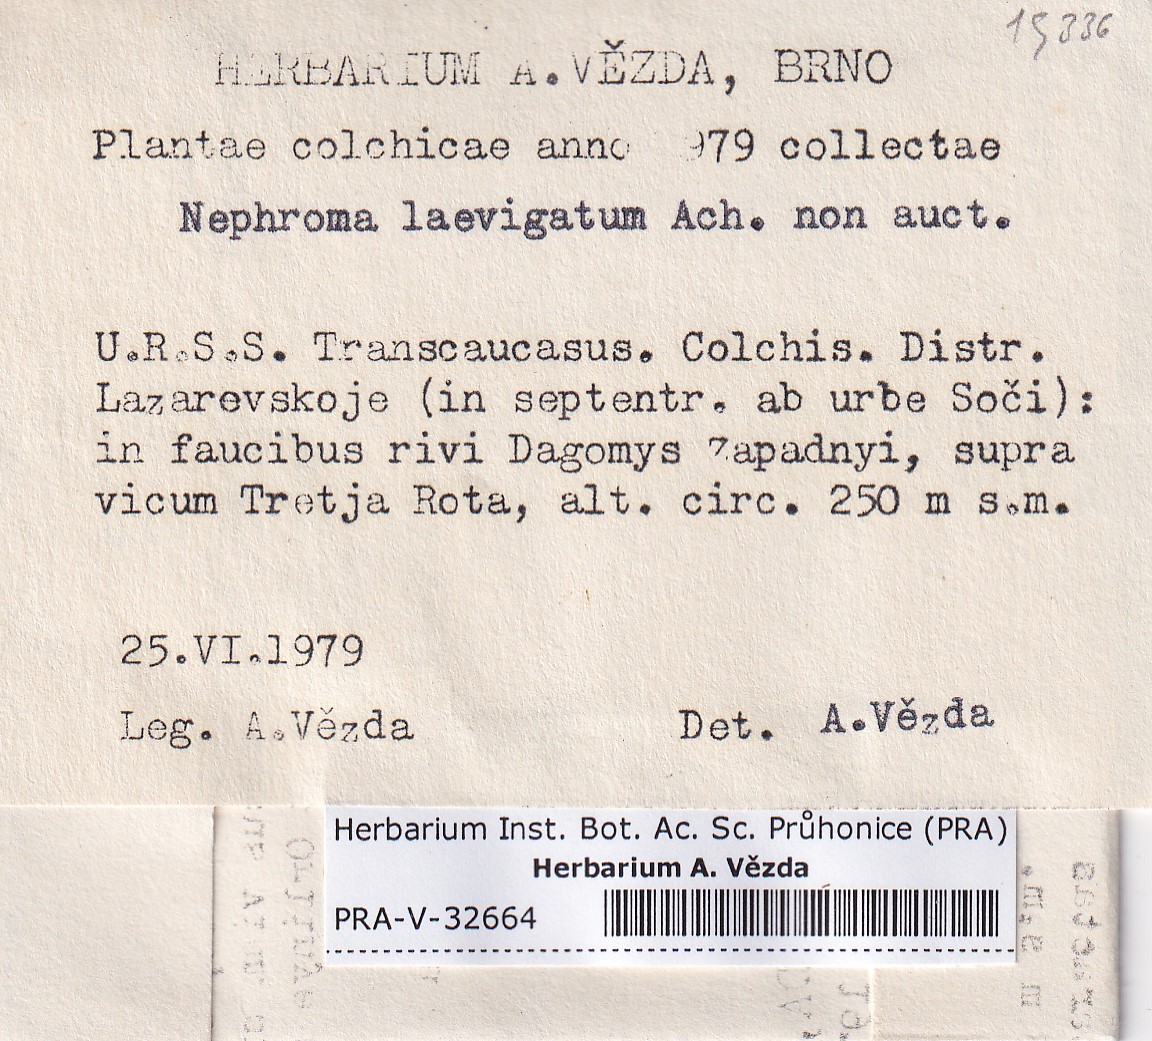 15336
HERBARIUM A.VĚZDA, BRNO
Plantae colchicae anno 979 collectae
Nephroma laevigatum Ach. non auct.
U.R.S.S. Transcaucasus. Colchis. Distr.
Lazarevskoje (in septentr. ab urbe Soči):
in faucibus rivi Dagomys Zapadnyi, supra
vicum Tretja Rota, alt. circ. 250 m s.m.
25.VI.1979
Leg. A.Vězda
Det. A.Vězda
Herbarium Inst. Bot. Ac. Sc. Průhonice (PRA)
Herbarium A. Vězda
PRA-V-32664